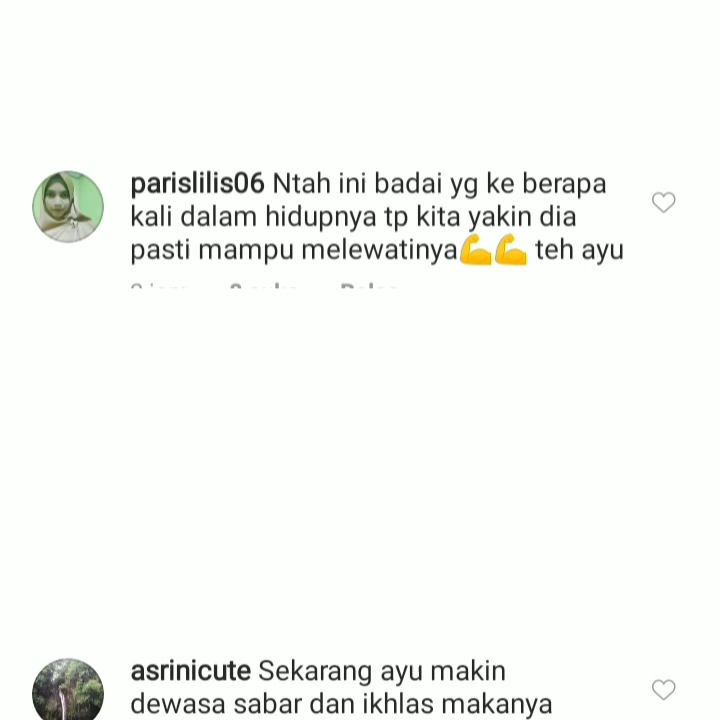 parislilis06 Ntah ini badai yg ke berapa
kali dalam hidupnya tp kita yakin dia
pasti mampu melewatinya💪💪 teh ayu
asrinicute Sekarang ayu makin
dewasa sabar dan ikhlas makanya